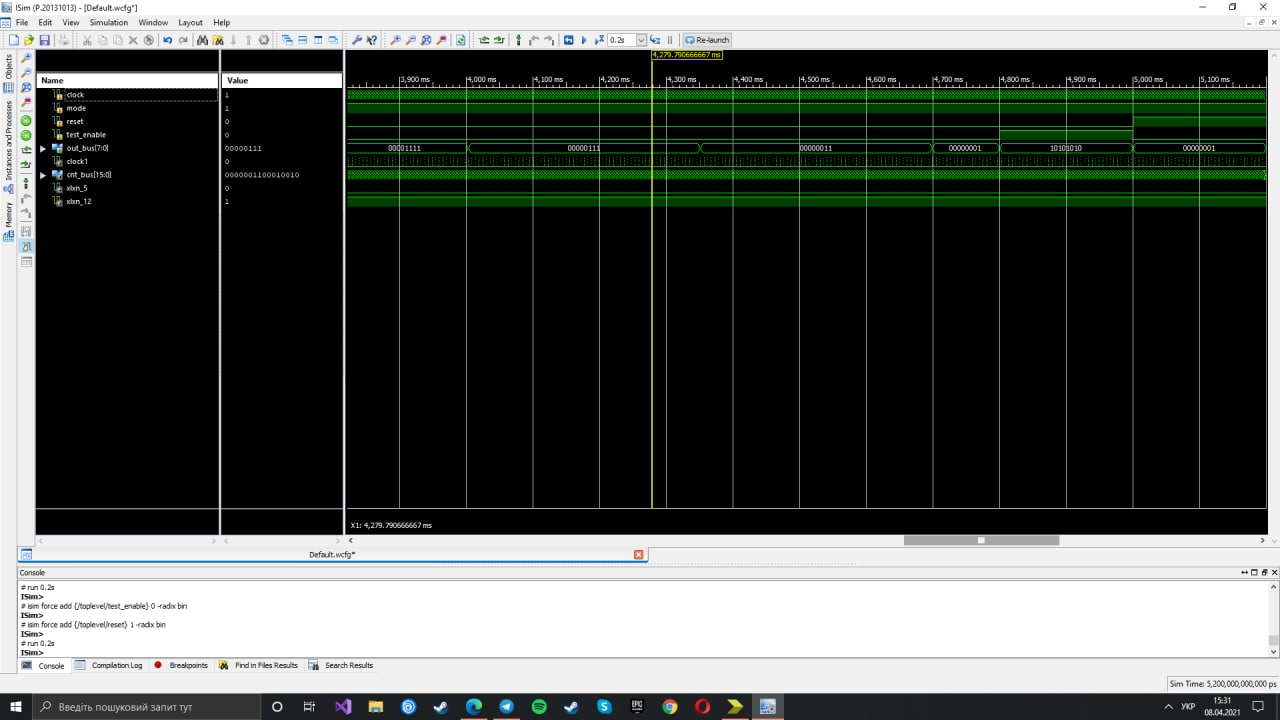 ISim (P.20131013) - [Default.wcfg*]
File Edit View Simulation Window Layout Help
0.2s Re-launch
4,279.790666667 ms
Objects
Instances and Processes
Memory
Name Value
3,900 ms 4,000 ms 4,100 ms 4,200 ms 4,300 ms 4,400 ms 4,500 ms 4,600 ms 4,700 ms 4,800 ms 4,900 ms 5,000 ms 5,100 ms
clock 1
mode 1
reset 0
test_enable 0
out_bus[7:0] 00000111 00001111 00000111 00000011 00000001 10101010 00000001
clock1 0
cnt_bus[15:0] 0000001100010010
xlxn_5 0
xlxn_12 1
X1: 4,279.790666667 ms
Default.wcfg*
Console
# run 0.2s
ISim>
# isim force add {/toplevel/test_enable} 0 -radix bin
ISim>
# isim force add {/toplevel/reset} 1 -radix bin
ISim>
# run 0.2s
ISim>
Console Compilation Log Breakpoints Find in Files Results Search Results
Sim Time: 5,200,000,000,000 ps
Введіть пошуковий запит тут
EPIC
УКР
15:31
08.04.2021